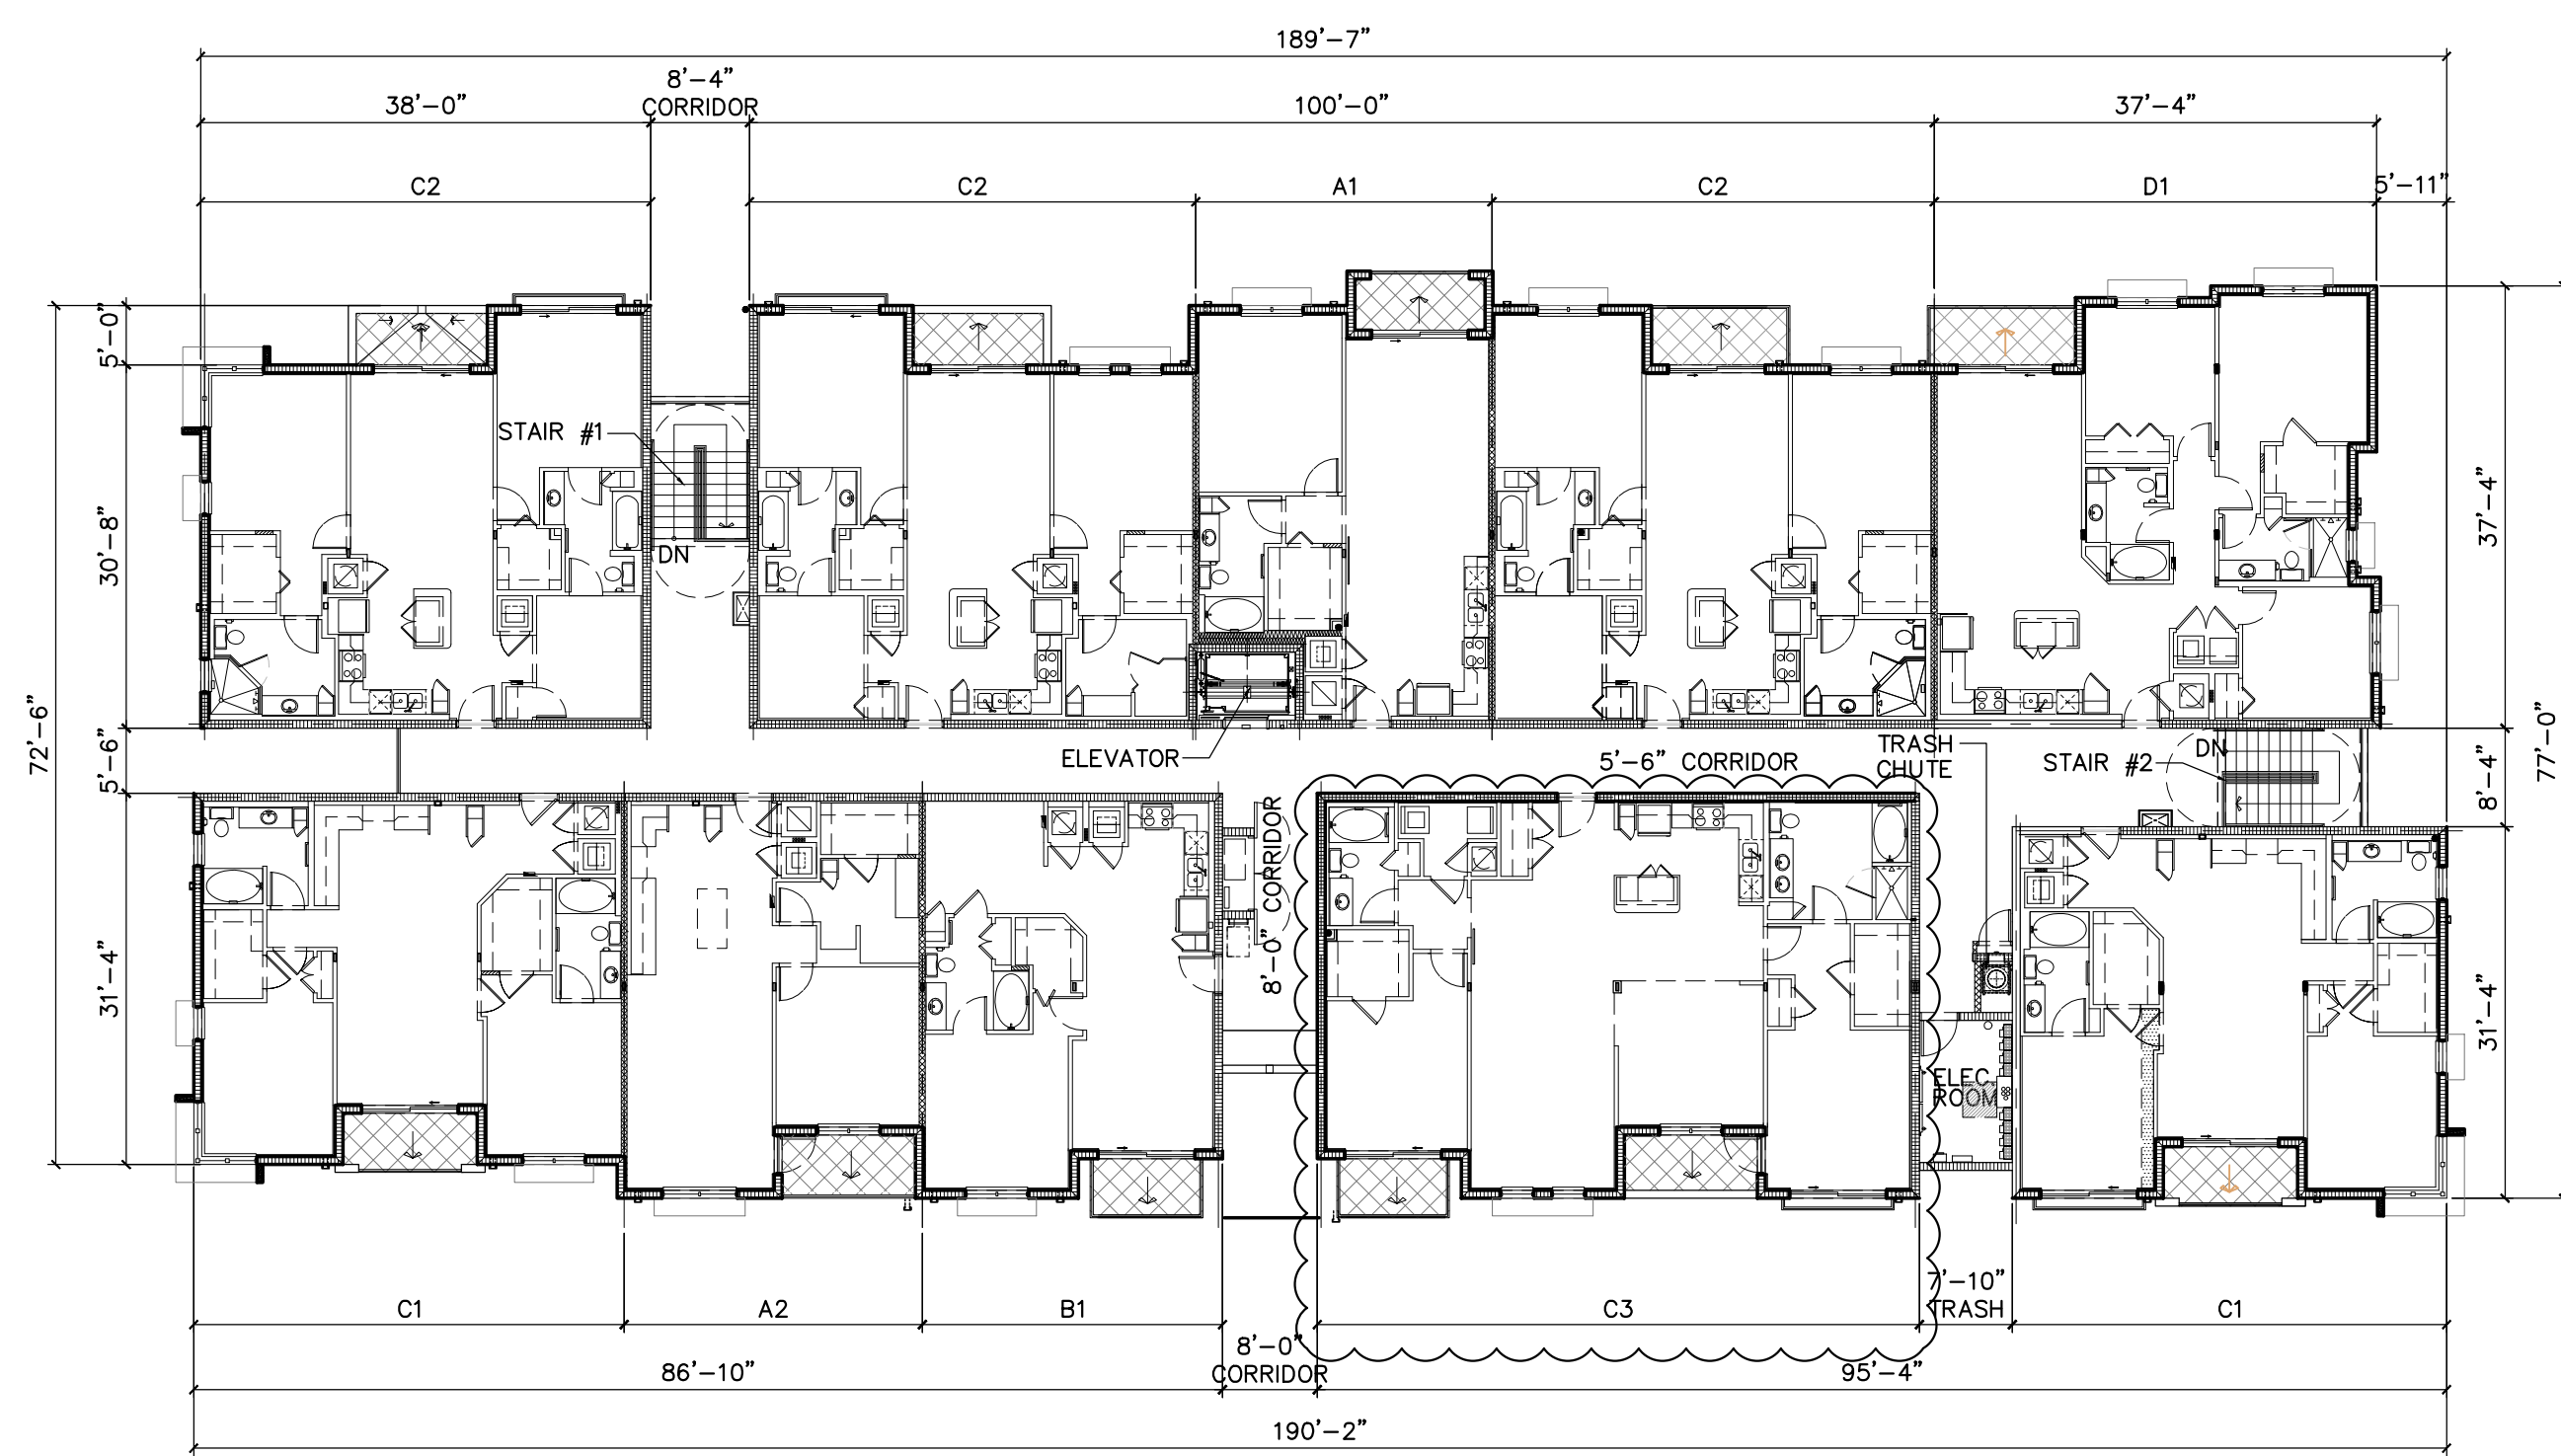 189'-7"
8'-4"
38'-0"
CORRIDOR
100'-0"
37'-4"
C2
C2
A1
C2
D1
5'-11"
5'-0"
STAIR #1
30'-8"
37'-4"
DN
72'-6"
5'-6"
ELEVATOR
5'-6" CORRIDOR
TRASH
CHUTE
STAIR #2
DN
8'-4"
77'-0"
8'-0" CORRIDOR
31'-4"
31'-4"
ELEC.
ROOM
7'-10"
C1
A2
B1
C3
TRASH
C1
8'-0"
86'-10"
CORRIDOR
95'-4"
190'-2"